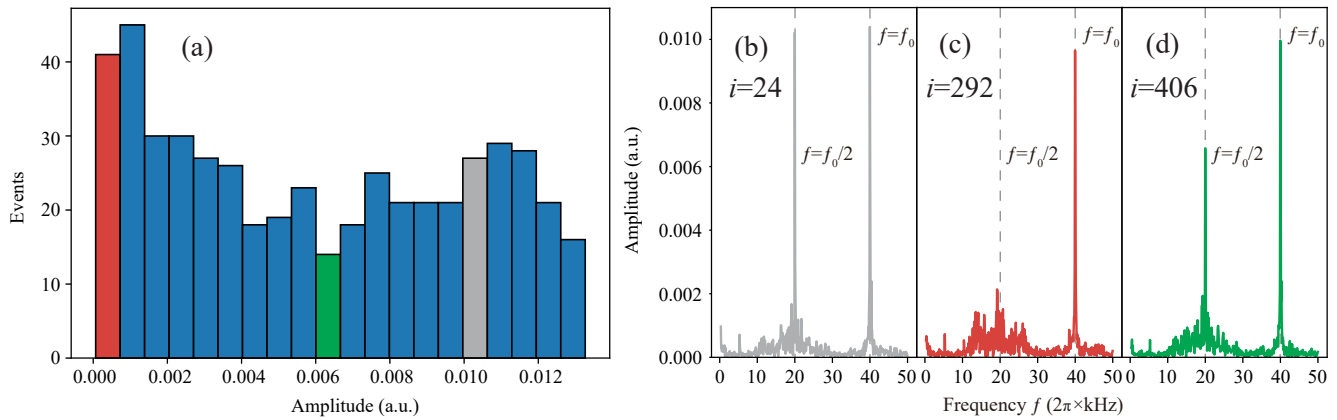 (a)
Events
40
30
20
10
0
0.000 0.002 0.004 0.006 0.008 0.010 0.012
Amplitude (a.u.)
Amplitude (a.u.)
0.010
0.008
0.006
0.004
0.002
0.000
(b)
i=24
f=f₀
f=f₀/2
0 10 20 30 40 50
(c)
i=292
f=f₀
f=f₀/2
0 10 20 30 40 50
(d)
i=406
f=f₀
f=f₀/2
0 10 20 30 40 50
Frequency f (2π×kHz)